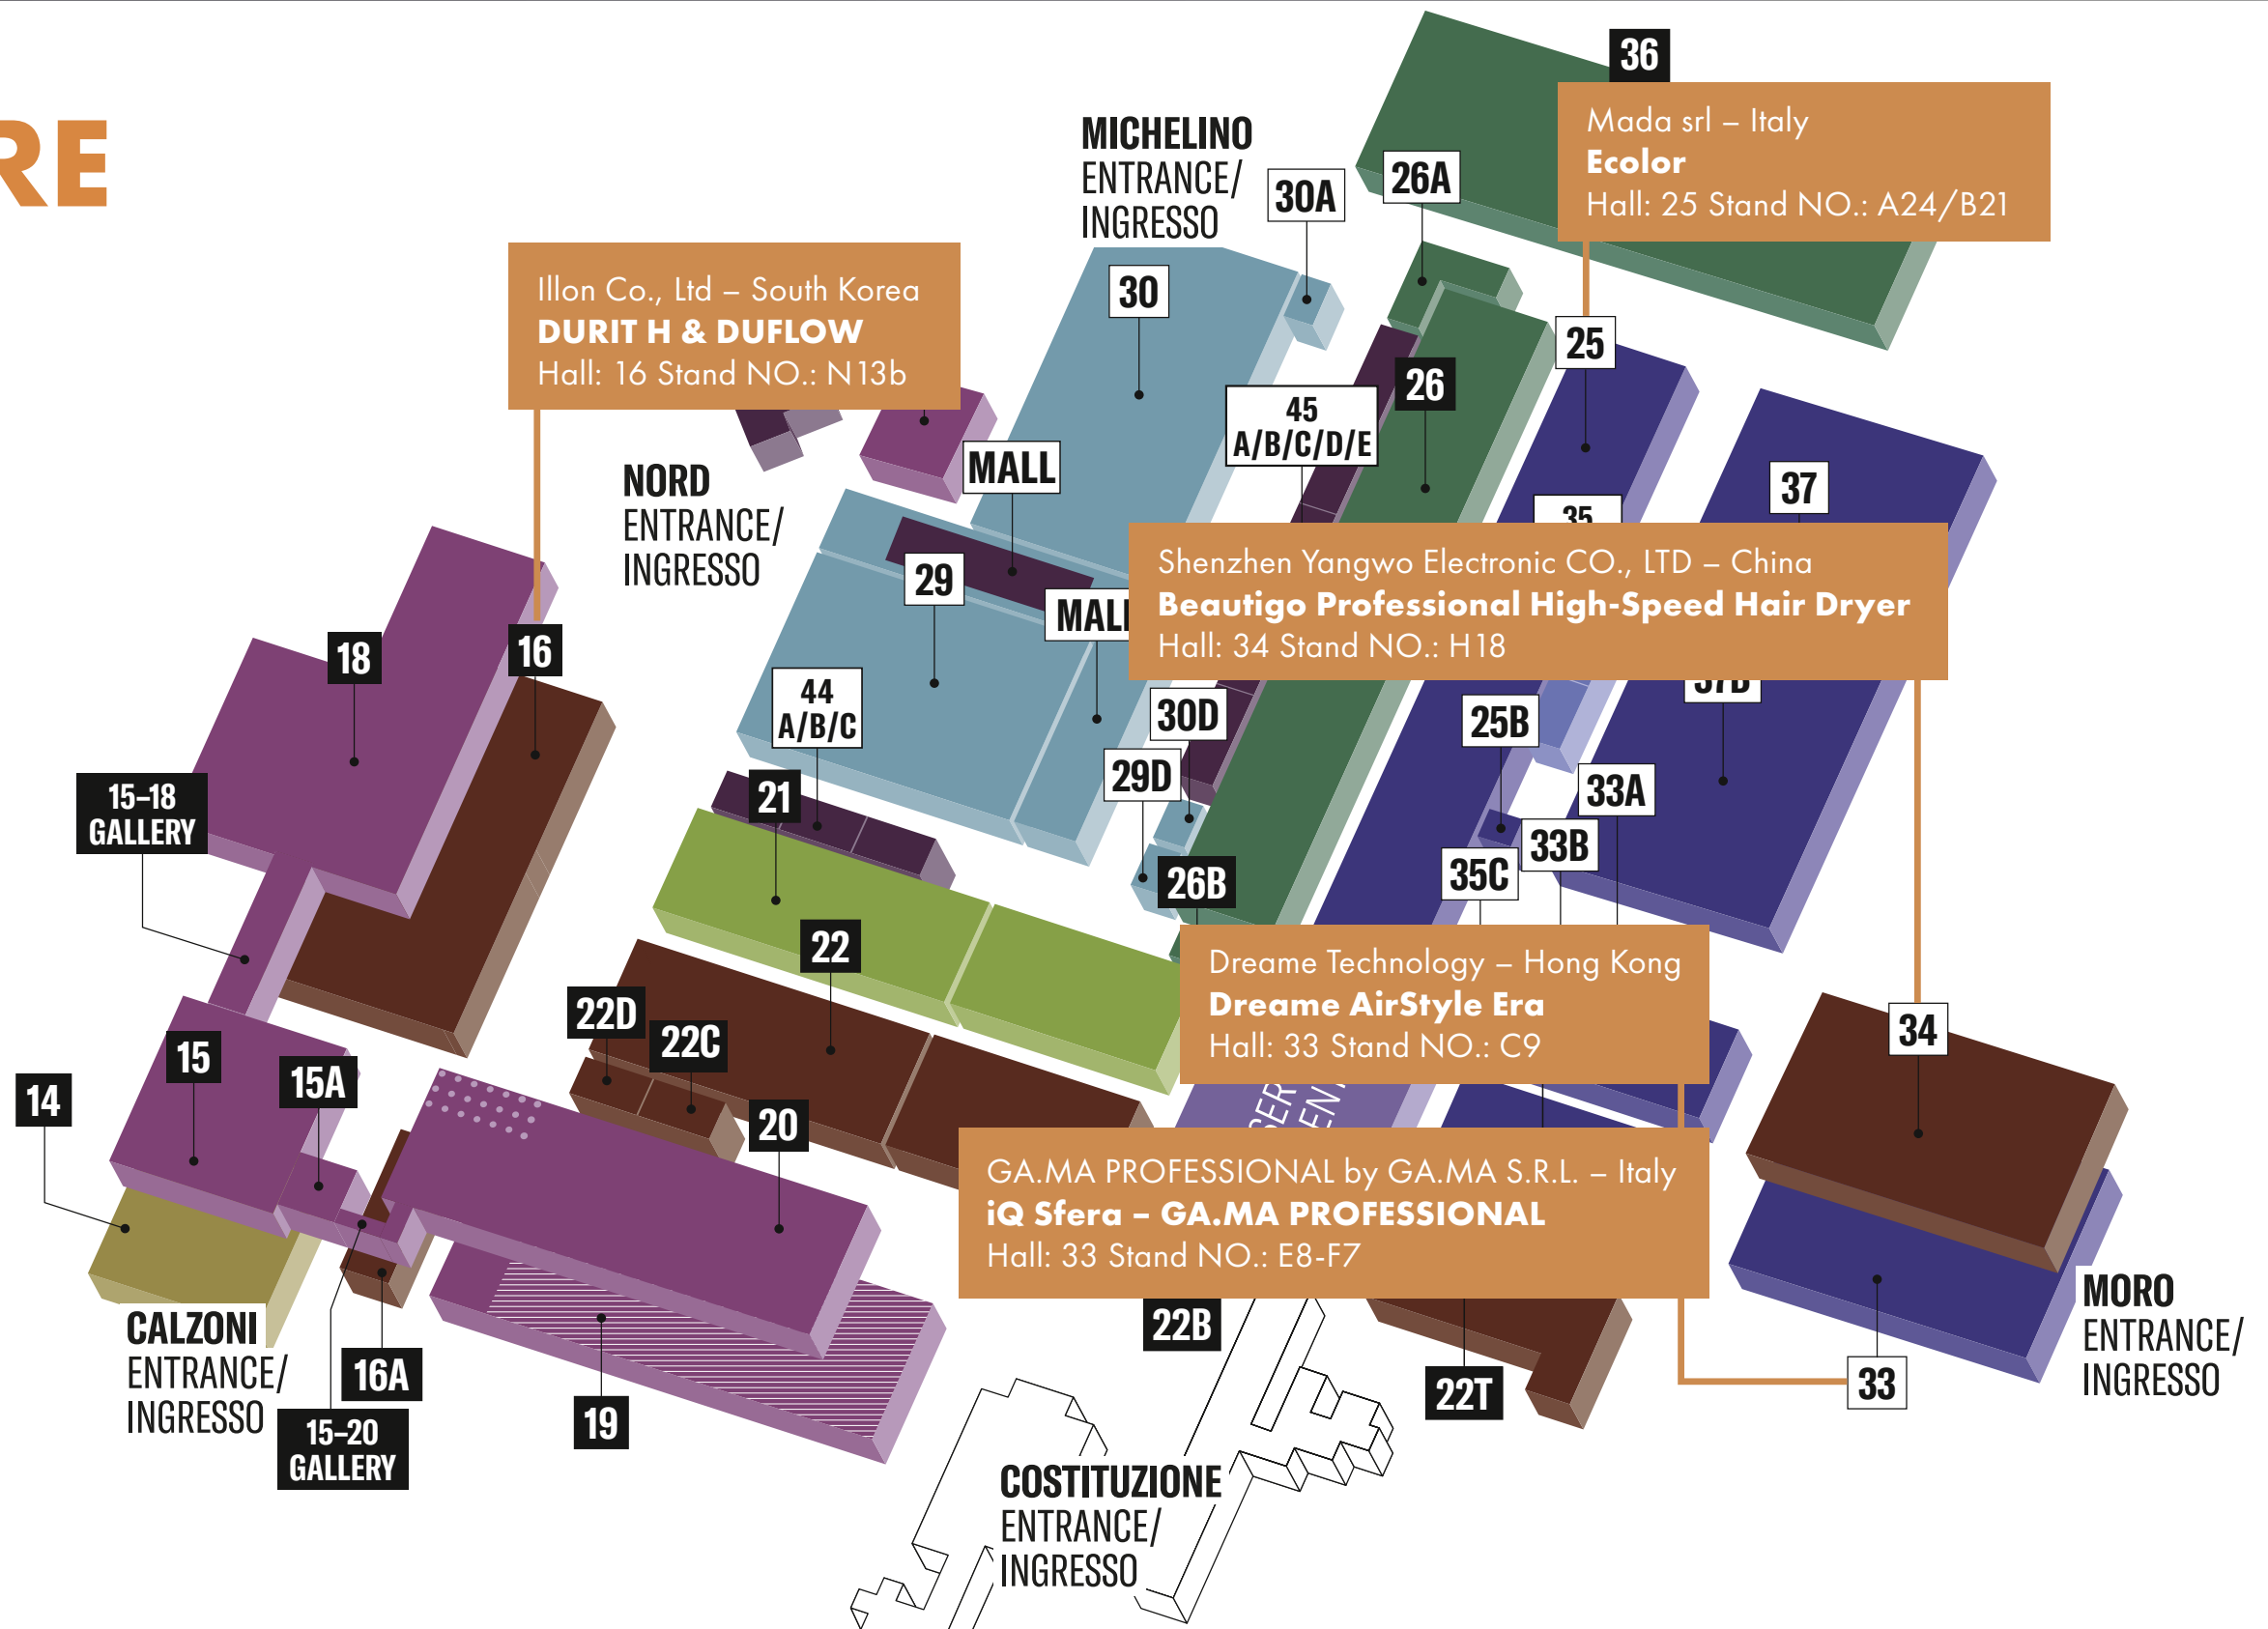 RE
36
Mada srl – Italy
Ecolor
Hall: 25 Stand NO.: A24/B21
MICHELINO
ENTRANCE/
INGRESSO
30A
26A
Illon Co., Ltd – South Korea
DURIT H & DUFLOW
Hall: 16 Stand NO.: N13b
30
25
26
45
A/B/C/D/E
NORD
ENTRANCE/
INGRESSO
MALL
37
35
Shenzhen Yangwo Electronic CO., LTD – China
Beautigo Professional High-Speed Hair Dryer
Hall: 34 Stand NO.: H18
29
MALL
18
16
44
A/B/C
30D
25B
37B
29D
21
33A
15–18
GALLERY
33B
35C
26B
22
Dreame Technology – Hong Kong
Dreame AirStyle Era
Hall: 33 Stand NO.: C9
22D
22C
34
15
15A
14
20
SER
EN
GA.MA PROFESSIONAL by GA.MA S.R.L. – Italy
iQ Sfera – GA.MA PROFESSIONAL
Hall: 33 Stand NO.: E8-F7
MORO
ENTRANCE/
INGRESSO
CALZONI
ENTRANCE/
INGRESSO
22B
16A
33
22T
19
15–20
GALLERY
COSTITUZIONE
ENTRANCE/
INGRESSO